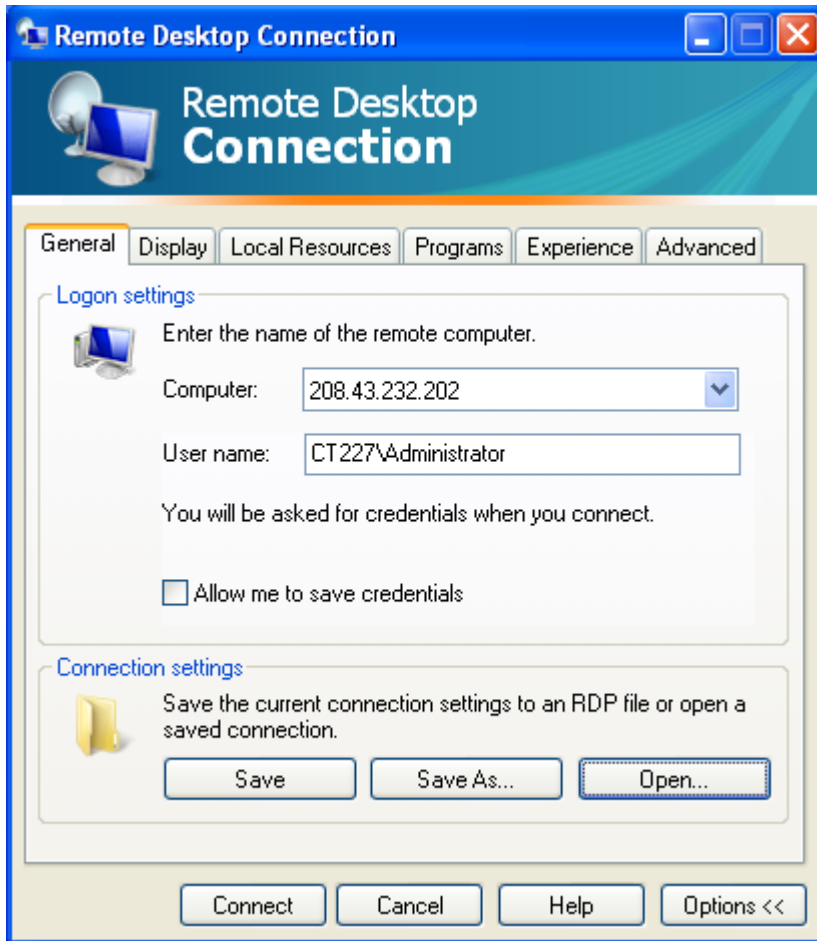 Remote Desktop Connection
Remote Desktop
Connection
General Display Local Resources Programs Experience Advanced
Logon settings
Enter the name of the remote computer.
Computer: 208.43.232.202
User name: CT227\Administrator
You will be asked for credentials when you connect.
Allow me to save credentials
Connection settings
Save the current connection settings to an RDP file or open a
saved connection.
Save Save As... Open...
Connect Cancel Help Options <<